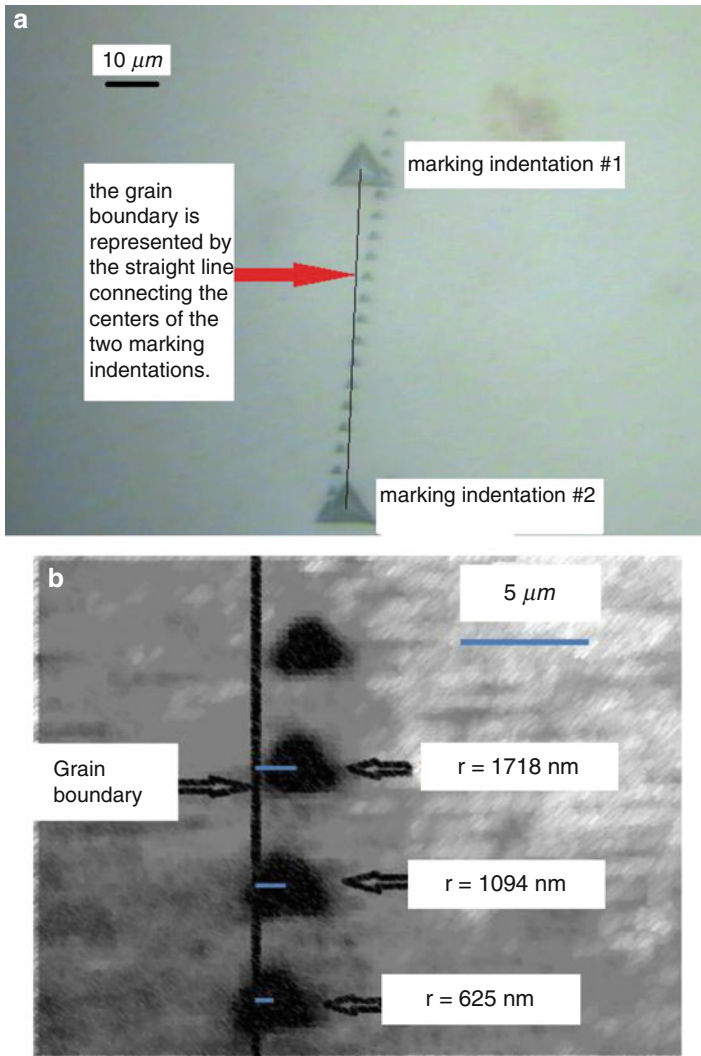 a
10 μm
marking indentation #1
the grain
boundary is
represented by
the straight line
connecting the
centers of the
two marking
indentations.
marking indentation #2
b
5 μm
Grain
boundary
r = 1718 nm
r = 1094 nm
r = 625 nm